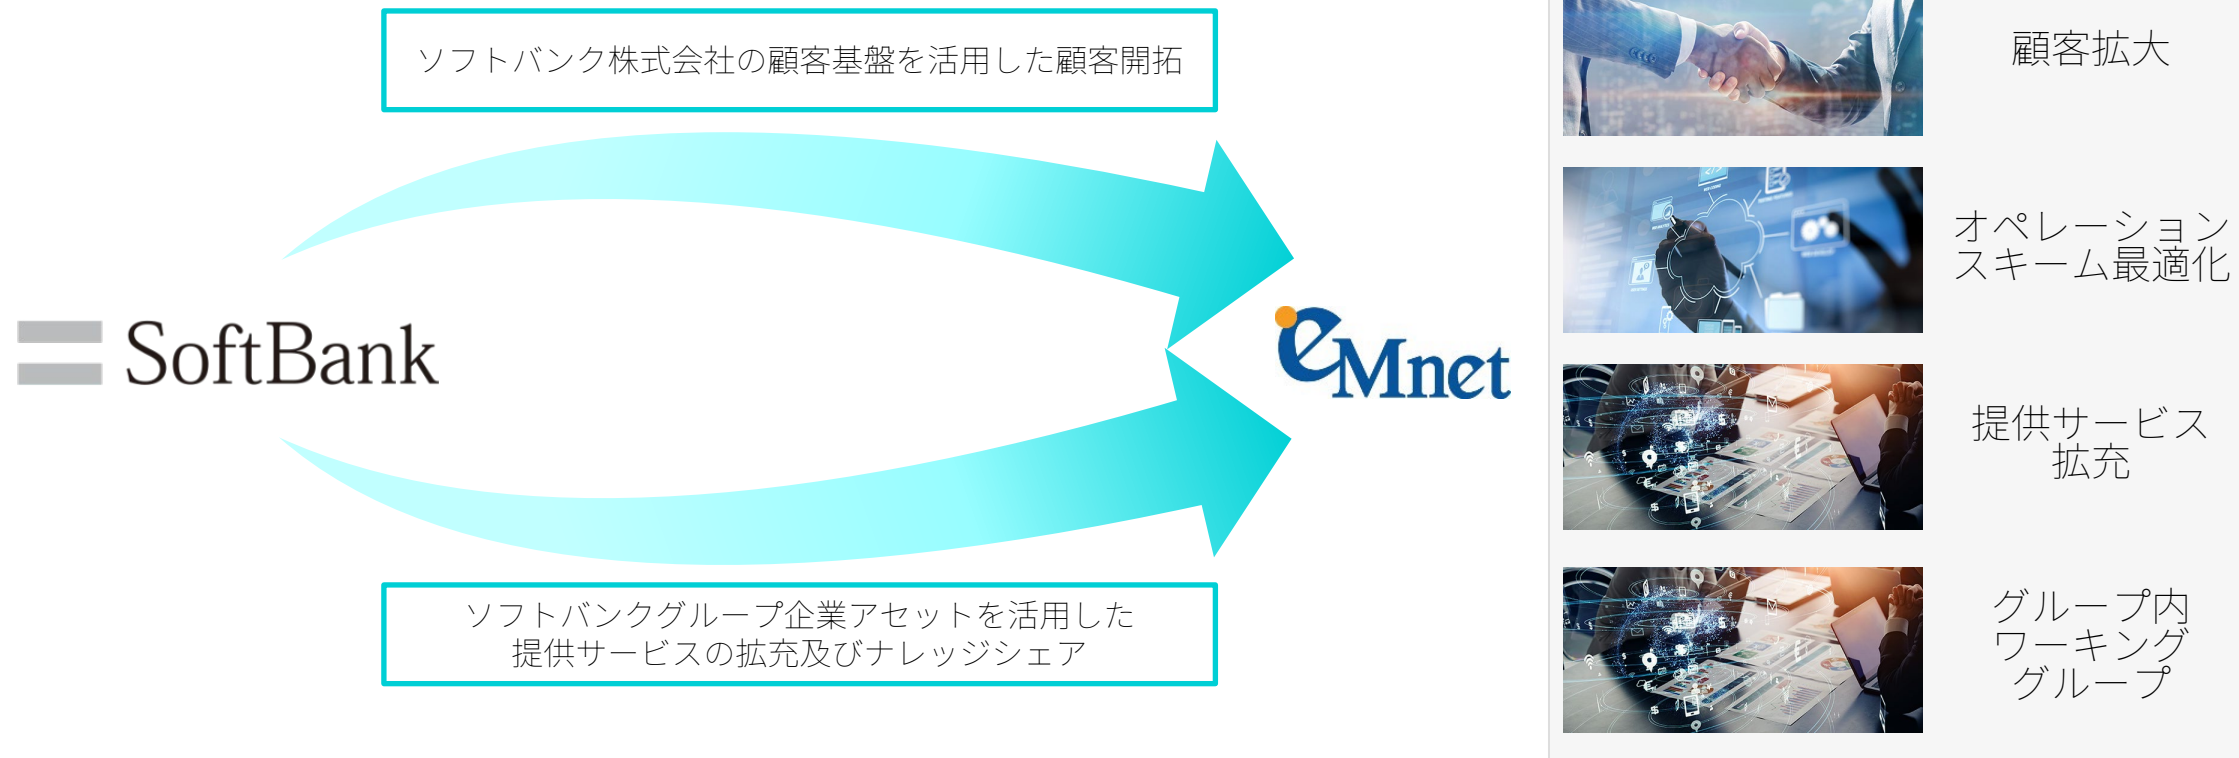 ソフトバンク株式会社の顧客基盤を活用した顧客開拓
SoftBank
eMnet
ソフトバンクグループ企業アセットを活用した
提供サービスの拡充及びナレッジシェア
顧客拡大
オペレーション
スキーム最適化
提供サービス
拡充
グループ内
ワーキング
グループ